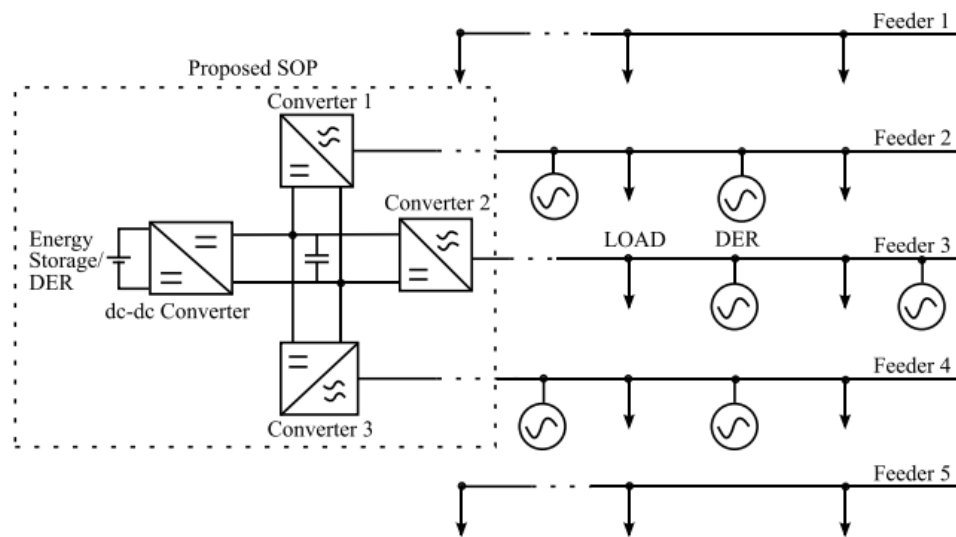 Feeder 1
Proposed SOP
Converter 1
Feeder 2
Converter 2
Energy
Storage/
DER
LOAD
DER
Feeder 3
dc-dc Converter
Feeder 4
Converter 3
Feeder 5